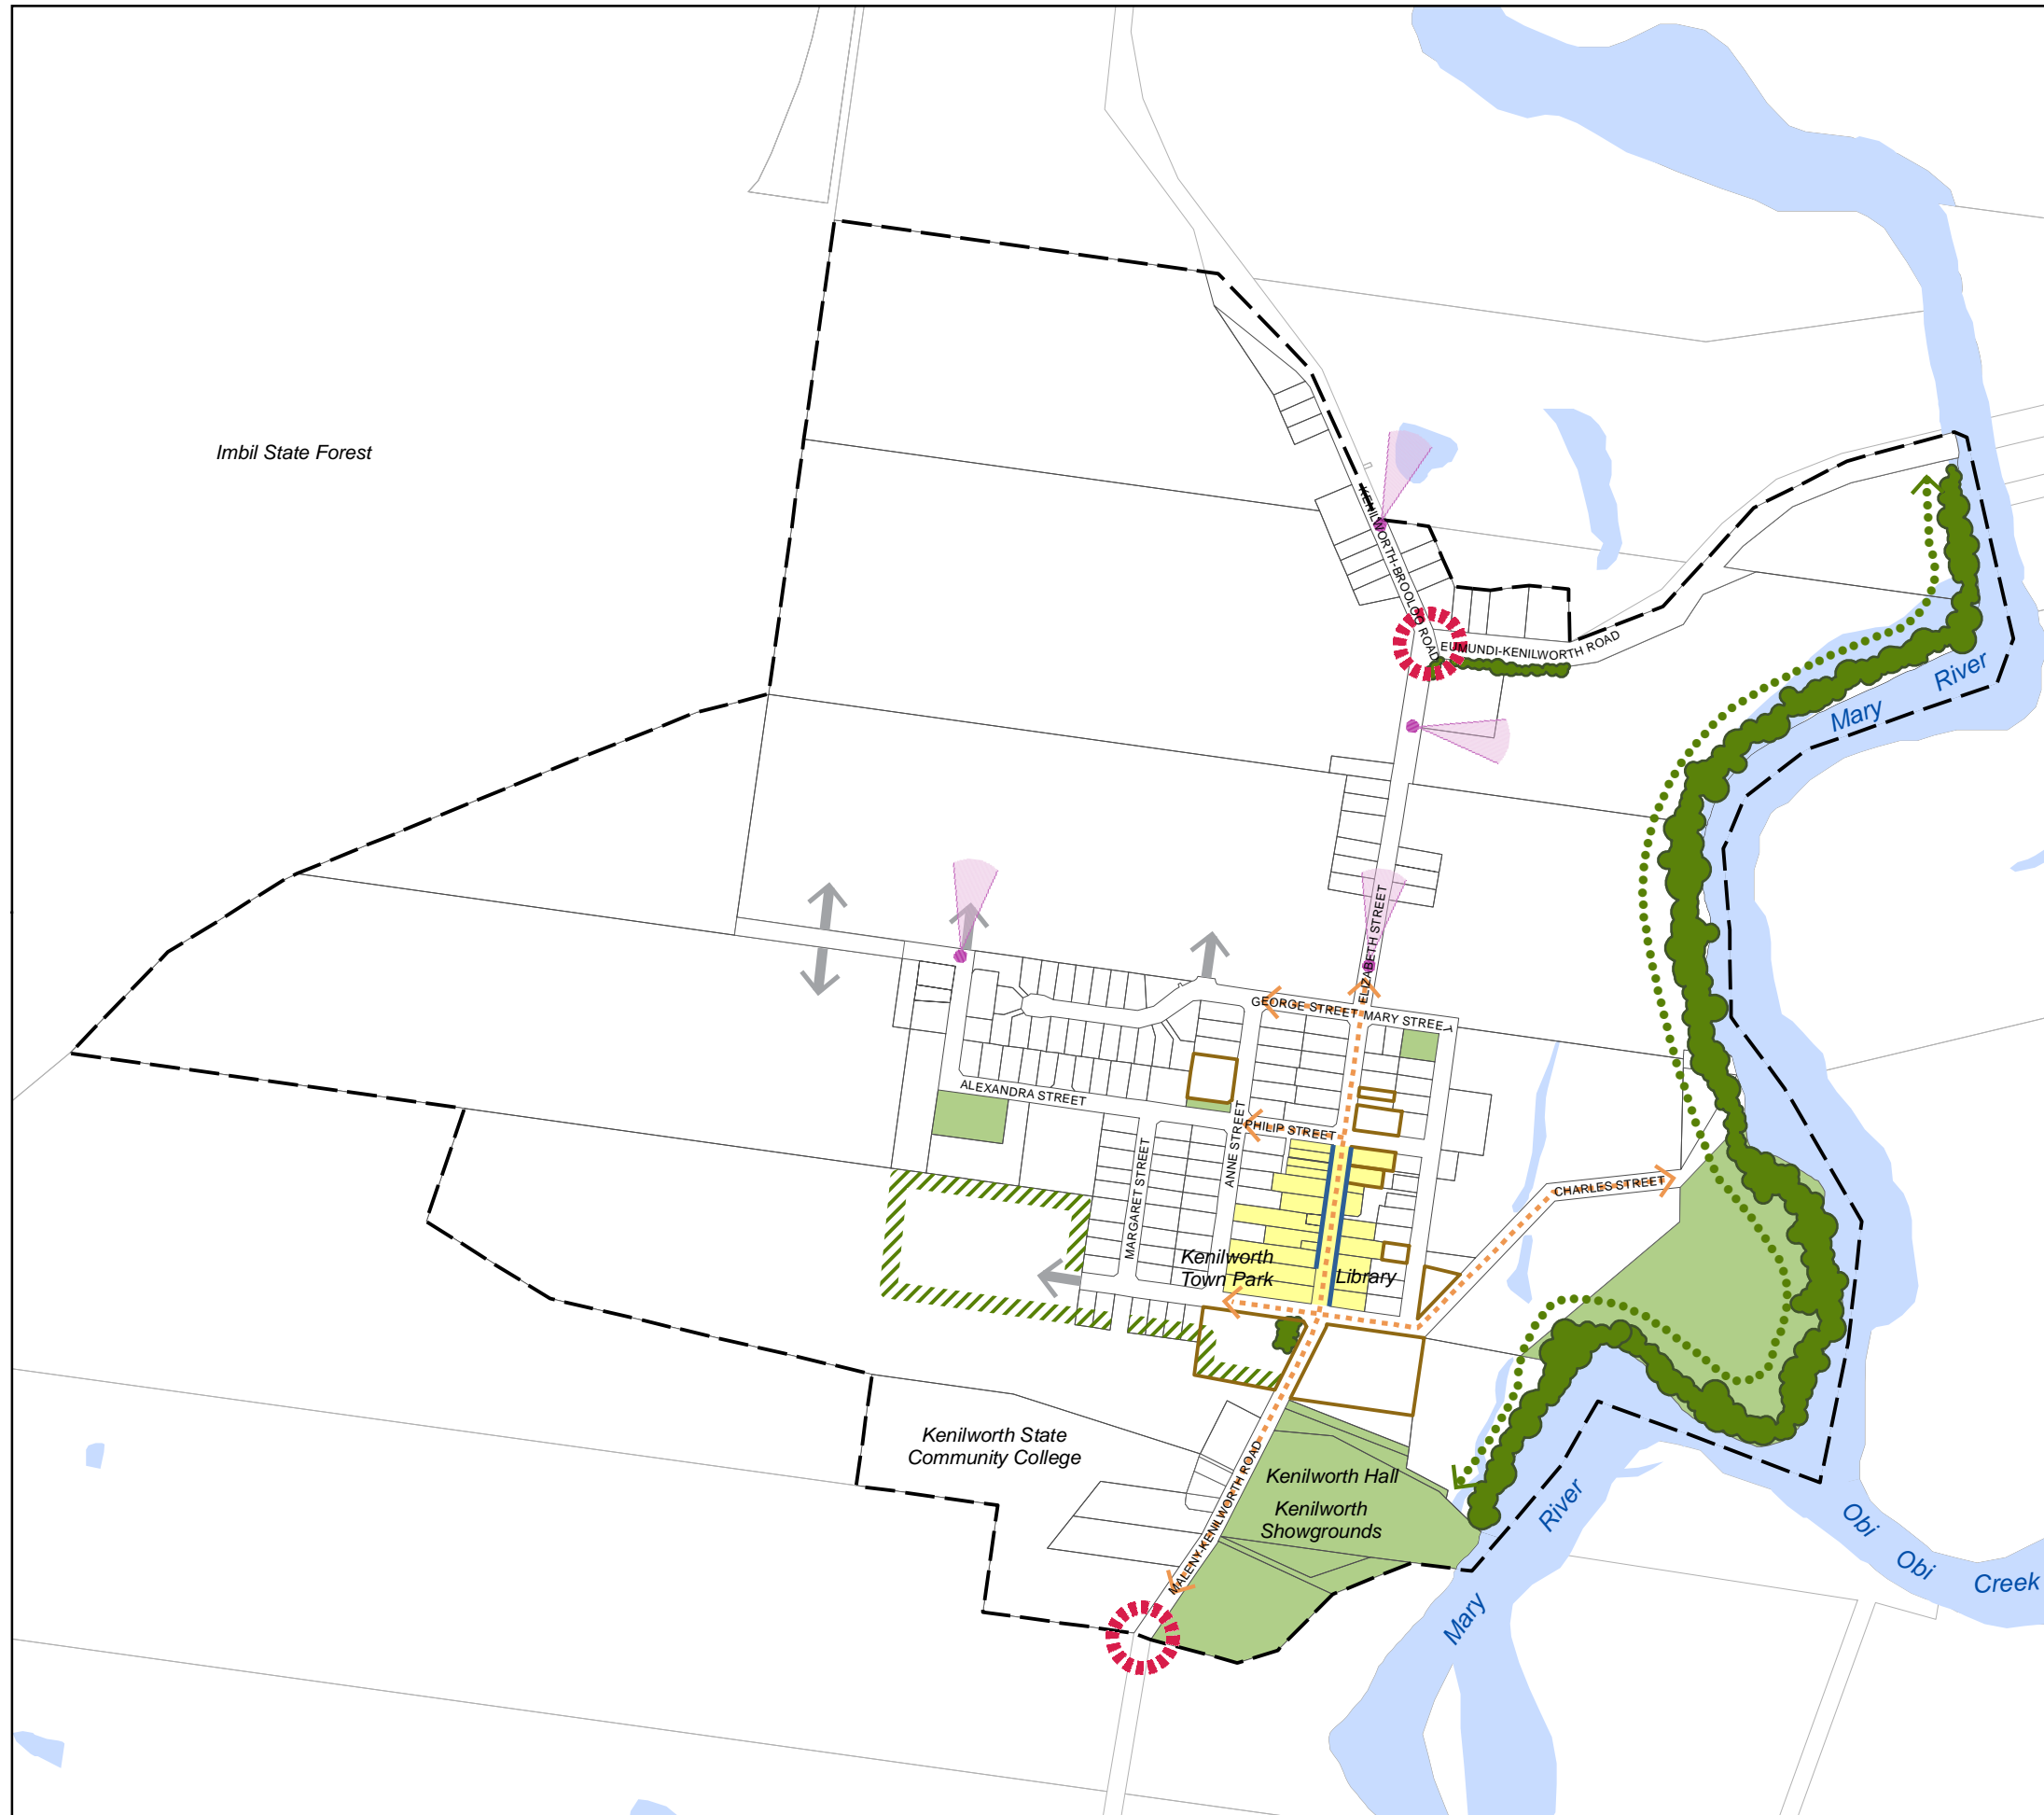 Imbil State Forest
KENILWORTH-BROOLOO ROAD
EUMUNDI-KENILWORTH ROAD
River
Mary
ELIZABETH STREET
GEORGE STREET
MARY STREET
ALEXANDRA STREET
PHILIP STREET
ANNE STREET
MARGARET STREET
CHARLES STREET
Kenilworth
Town Park
Library
Kenilworth State
Community College
MALENY-KENILWORTH ROAD
Kenilworth Hall
Kenilworth
Showgrounds
River
Mary
Obi
Obi
Creek